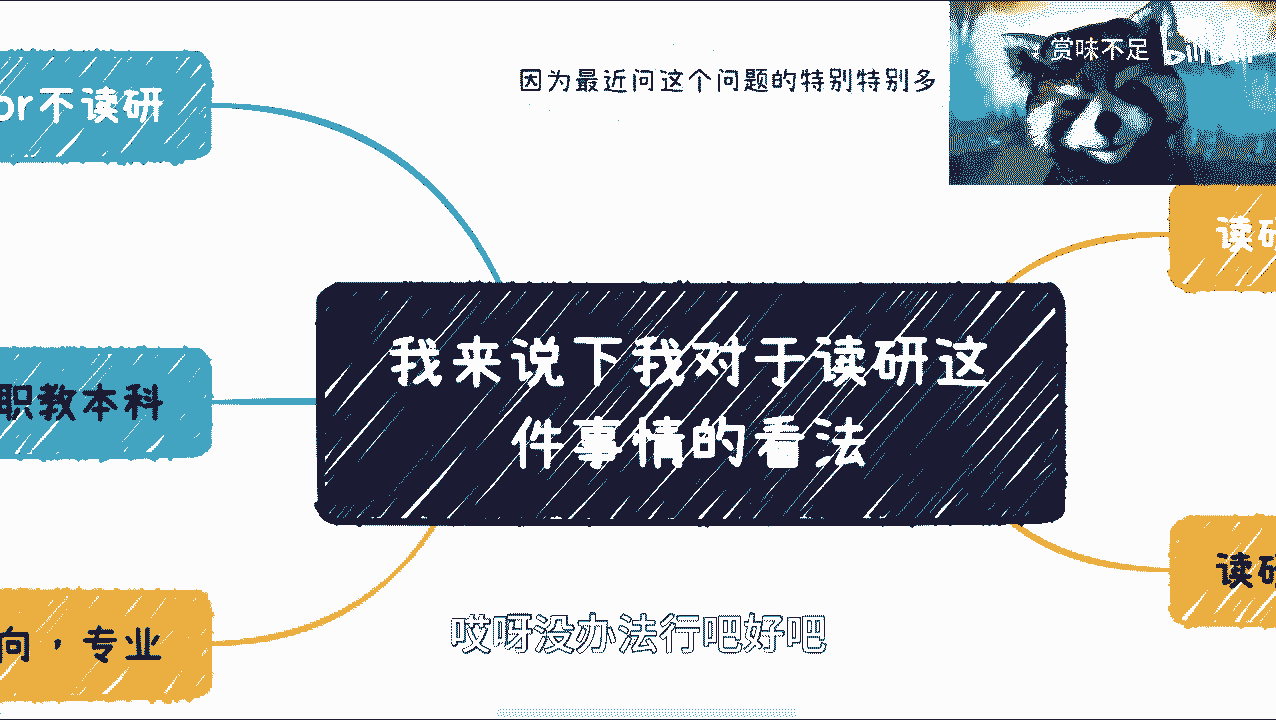 因为最近问这个问题的特别特别多
赏味不足 bilibili
or不读研
读研
我来说下我对于读研这
件事情的看法
职教本科
向，专业
读研
哎呀没办法行吧好吧